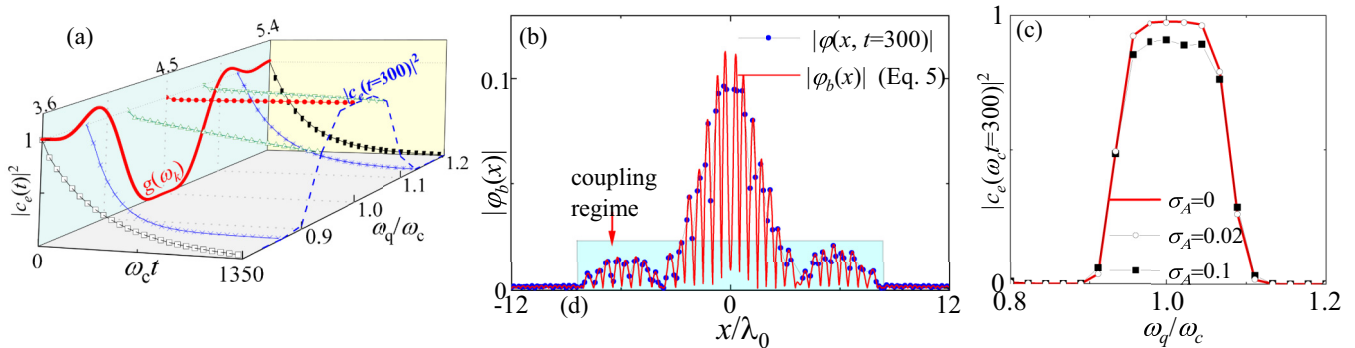 (a)
3.6
4.5
5.4
1
|c_e(t)|^2
g(ω_k)
|c_e(t=300)|^2
0
ω_c t
1350
0.9
1.0
1.1
1.2
ω_q/ω_c
(b)
|φ(x, t=300)|
|φ_b(x)| (Eq. 5)
0.1
|φ_b(x)|
coupling
regime
0
(d)
-12
0
12
x/λ_0
(c)
1
|c_e(ω_c t=300)|^2
σ_A=0
σ_A=0.02
σ_A=0.1
0
0.8
1.0
1.2
ω_q/ω_c